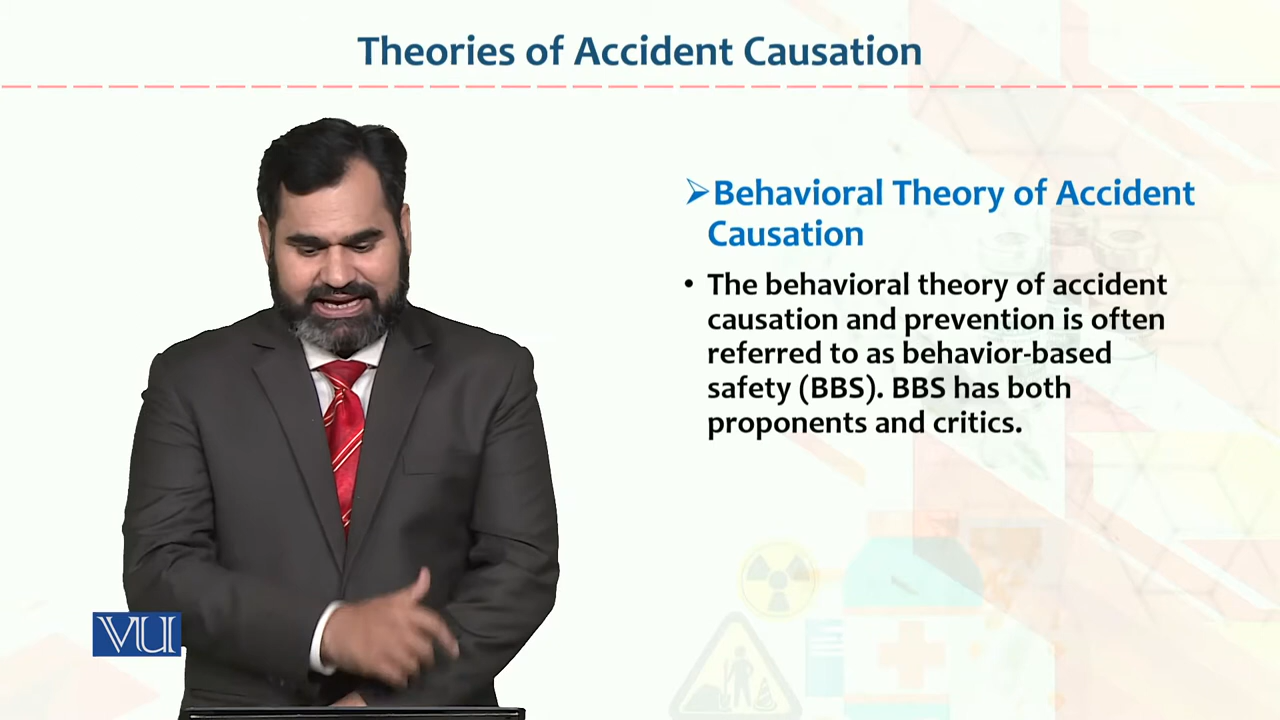 Theories of Accident Causation
➢Behavioral Theory of Accident
Causation
• The behavioral theory of accident
causation and prevention is often
referred to as behavior-based
safety (BBS). BBS has both
proponents and critics.
VU